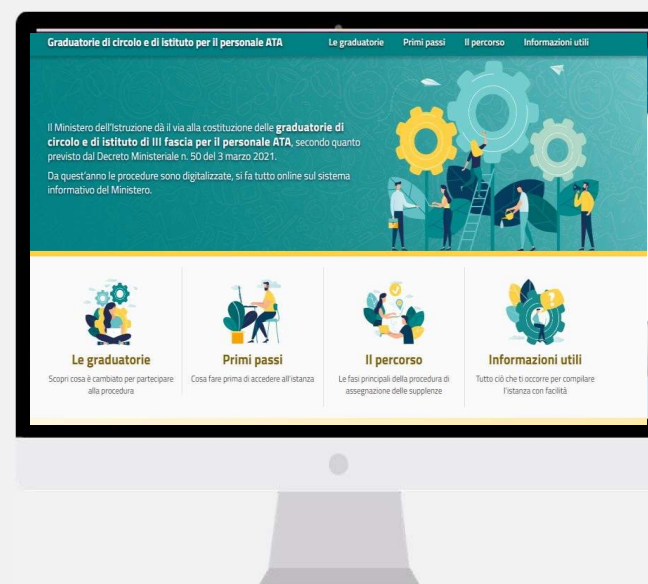 Graduatorie di circolo e di istituto per il personale ATA
Le graduatorie
Primi passi
Il percorso
Informazioni utili
Il Ministero dell'Istruzione dà il via alla costituzione delle graduatorie di
circolo e di istituto di III fascia per il personale ATA, secondo quanto
previsto dal Decreto Ministeriale n. 50 del 3 marzo 2021.
Da quest'anno le procedure sono digitalizzate, si fa tutto online sul sistema
informativo del Ministero.
Le graduatorie
Scopri cosa è cambiato per partecipare
alla procedura
Primi passi
Cosa fare prima di accedere all'istanza
Il percorso
Le fasi principali della procedura di
assegnazione delle supplenze
Informazioni utili
Tutto ciò che ti occorre per compilare
l'istanza con facilità